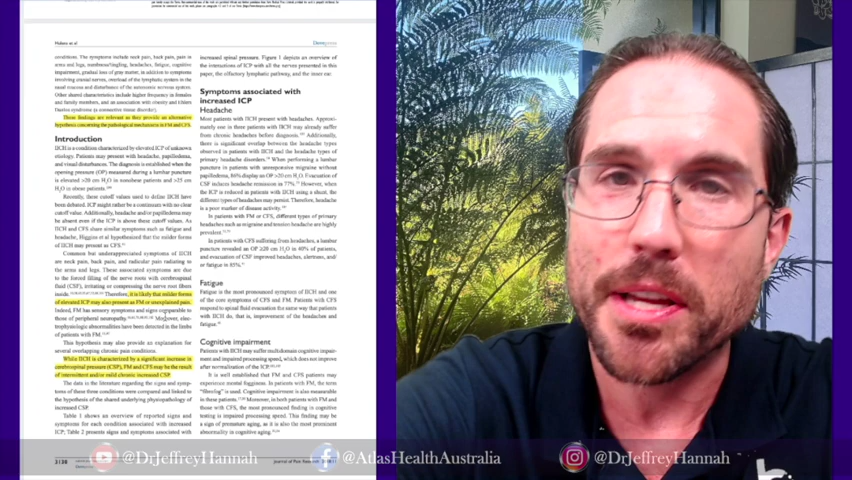 Hulens et al
Dovepress
conditions. The symptoms include neck pain, back pain, pain in
arms and legs, numbness/tingling, headaches, fatigue, cognitive
impairment, gradual loss of gray matter, in addition to symptoms
involving cranial nerves, overload of the lymphatic system in the
nasal mucosa and disturbance of the autonomic nervous system.
Other shared characteristics include higher frequency in females
and family members, and an association with obesity and Ehlers
Danlos syndrome (a connective tissue disorder).
These findings are relevant as they provide an alternative
hypothesis concerning the pathological mechanisms in FM and CFS.
Introduction
IICH is a condition characterized by elevated ICP of unknown
etiology. Patients may present with headache, papilledema,
and visual disturbances. The diagnosis is established when the
opening pressure (OP) measured during a lumbar puncture
is elevated >20 cm H₂O in nonobese patients and >25 cm
H₂O in obese patients.
Recently, these cutoff values used to define IICH have
been debated. ICP might rather be a continuum with no clear
cutoff value. Additionally, headache and/or papilledema may
be absent even if the ICP is above these cutoff values. As
IICH and CFS share similar symptoms such as fatigue and
headache, Higgins et al hypothesized that the milder forms
of IICH may present as CFS.
Common but underappreciated symptoms of IICH
are neck pain, back pain, and radicular pain radiating to
the arms and legs. These associated symptoms are due
to the forced filling of the nerve roots with cerebrospinal
fluid (CSF), irritating or compressing the nerve root fibers
inside. Therefore, it is likely that milder forms
of elevated ICP may also present as FM or unexplained pain.
Indeed, FM has sensory symptoms and signs comparable
to those of peripheral neuropathy. Moreover, elec-
trophysiologic abnormalities have been detected in the limbs
of patients with FM.
This hypothesis may also provide an explanation for
several overlapping chronic pain conditions.
While IICH is characterized by a significant increase in
cerebrospinal pressure (CSP), FM and CFS may be the result
of intermittent and/or mild chronic increased CSP.
The data in the literature regarding the signs and symp-
toms of these three conditions were compared and linked to
the hypothesis of the shared underlying physiopathology of
increased CSP.
Table 1 shows an overview of reported signs and
symptoms for each condition associated with increased
ICP; Table 2 presents signs and symptoms associated with
increased spinal pressure. Figure 1 depicts an overview of
the interactions of ICP with all the nerves presented in this
paper, the olfactory lymphatic pathway, and the inner ear.
Symptoms associated with
increased ICP
Headache
Most patients with IICH present with headaches. Approxi-
mately one in three patients with IICH may already suffer
from chronic headaches before diagnosis. Additionally,
there is significant overlap between the headache types
observed in patients with IICH and the headache types of
primary headache disorders. When performing a lumbar
puncture in patients with unresponsive migraine without
papilledema, 86% display an OP >20 cm H₂O. Evacuation of
CSF induces headache remission in 77%. However, when
the ICP is reduced in patients with IICH using a shunt, the
different types of headaches may persist. Therefore, headache
is a poor marker of disease activity.
In patients with FM or CFS, different types of primary
headaches such as migraine and tension headache are highly
prevalent.
In patients with CFS suffering from headaches, a lumbar
puncture revealed an OP ≥20 cm H₂O in 40% of patients,
and evacuation of CSF improved headaches, alertness, and/
or fatigue in 85%.
Fatigue
Fatigue is the most pronounced symptom of IICH and one
of the core symptoms of CFS and FM. Patients with CFS
respond to spinal fluid evacuation the same way that patients
with IICH do, that is, improvement of the headaches and
fatigue.
Cognitive impairment
Patients with IICH may suffer multidomain cognitive impair-
ment and impaired processing speed, which does not improve
after normalization of the ICP.
It is well established that FM and CFS patients may
experience mental fogginess. In patients with FM, the term
"fibrofog" is used. Cognitive impairment is also measurable
in these patients. Moreover, in both patients with FM and
those with CFS, the most pronounced finding in cognitive
testing is impaired processing speed. This finding may be
a sign of premature aging, as it is also the most prominent
abnormality in cognitive aging.
Journal of Pain Research
@DrJeffreyHannah
@AtlasHealthAustralia
@DrJeffreyHannah